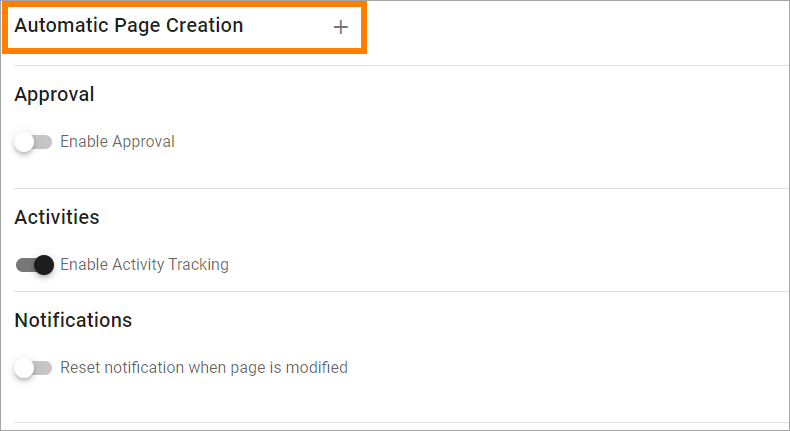 Automatic Page Creation
Approval
Enable Approval
Activities
Enable Activity Tracking
Notifications
Reset notification when page is modified